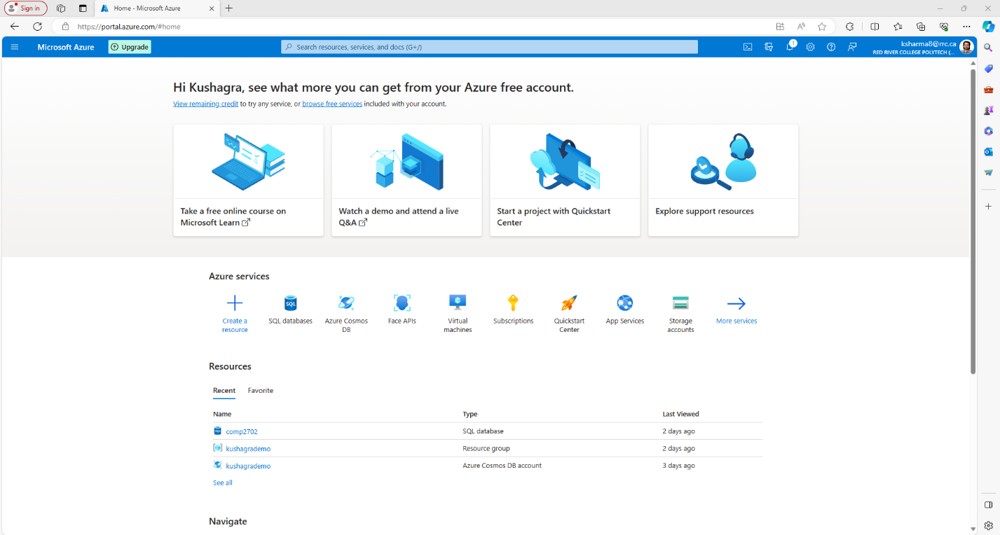 Sign in
Home - Microsoft Azure
https://portal.azure.com/#home
Microsoft Azure
Upgrade
Search resources, services, and docs (G+/)
1
ksharma8@rrc.ca
RED RIVER COLLEGE POLYTECH (...
Hi Kushagra, see what more you can get from your Azure free account.
View remaining credit to try any service, or browse free services included with your account.
Take a free online course on
Microsoft Learn
Watch a demo and attend a live
Q&A
Start a project with Quickstart
Center
Explore support resources
Azure services
Create a
resource
SQL
SQL databases
Azure Cosmos
DB
Face APIs
Virtual
machines
Subscriptions
Quickstart
Center
App Services
Storage
accounts
More services
Resources
Recent
Favorite
Name Type Last Viewed
comp2702 SQL database 2 days ago
kushagrademo Resource group 2 days ago
kushagrademo Azure Cosmos DB account 3 days ago
See all
Navigate